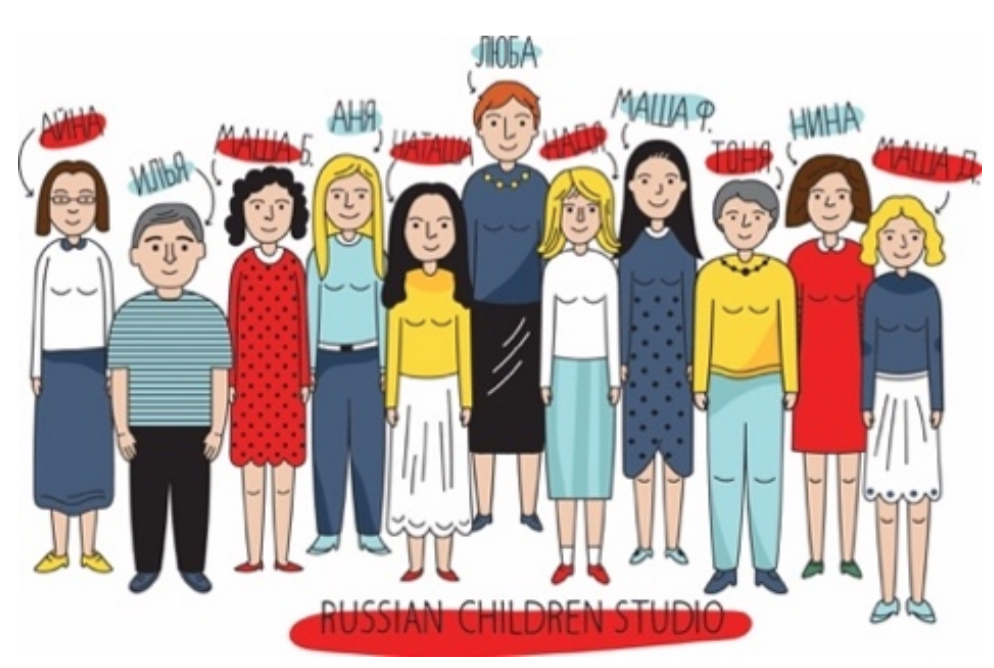 ЛЮБА
АЙНА
ИЛЬЯ
МАША Б.
АНЯ
НАТАША
НАДЯ
МАША Ф.
ТОНЯ
НИНА
МАША Д.
RUSSIAN CHILDREN STUDIO